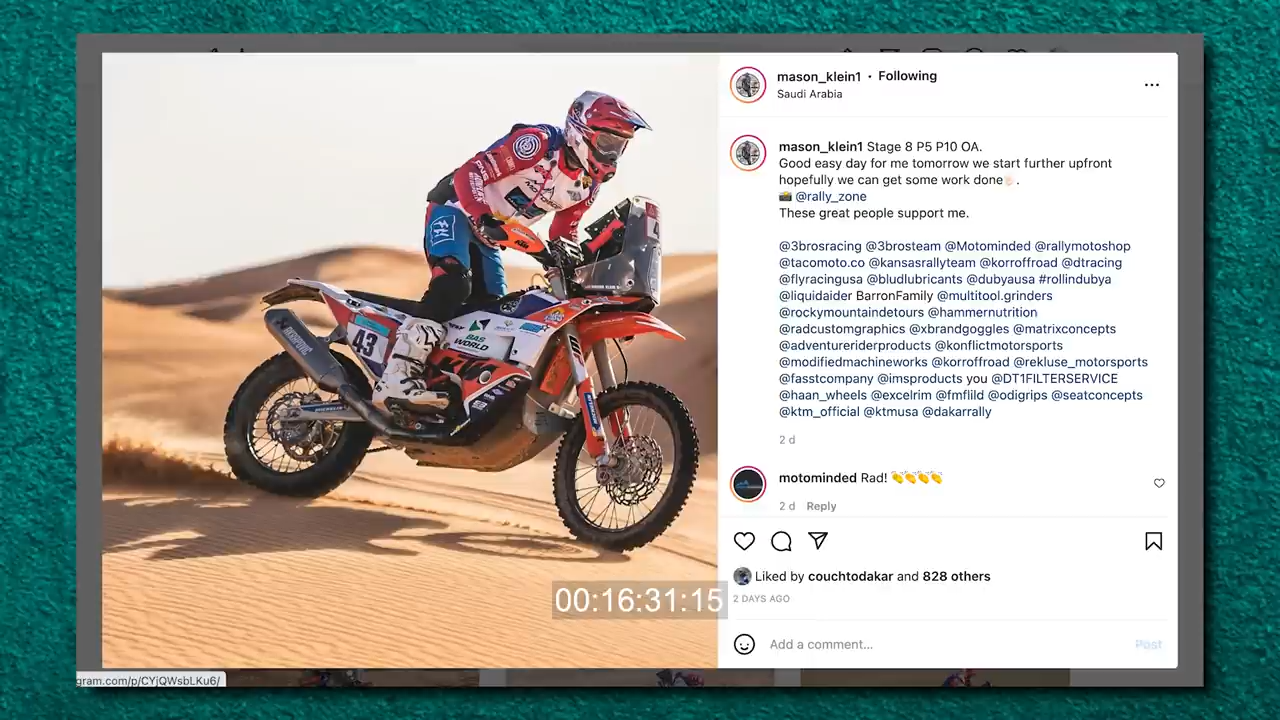 mason_klein1 • Following
Saudi Arabia
mason_klein1 Stage 8 P5 P10 OA.
Good easy day for me tomorrow we start further upfront
hopefully we can get some work done👌🏻.
📸 @rally_zone
These great people support me.
@3brosracing @3brosteam @Motominded @rallymotoshop
@tacomoto.co @kansasrallyteam @korroffroad @dtracing
@flyracingusa @bludlubricants @dubyausa #rollindubya
@liquidaider BarronFamily @multitool.grinders
@rockymountaindetours @hammernutrition
@radcustomgraphics @xbrandgoggles @matrixconcepts
@adventureriderproducts @konflictmotorsports
@modifiedmachineworks @korroffroad @rekluse_motorsports
@fasstcompany @imsproducts you @DT1FILTERSERVICE
@haan_wheels @excelrim @fmflild @odigrips @seatconcepts
@ktm_official @ktmusa @dakarrally
2 d
motominded Rad! 👏👏👏👏
2 d Reply
Liked by couchtodakar and 828 others
2 DAYS AGO
Add a comment...
Post
00:16:31:15
gram.com/p/CYjQWsbLKu6/
43
BAS
WORLD
KTM